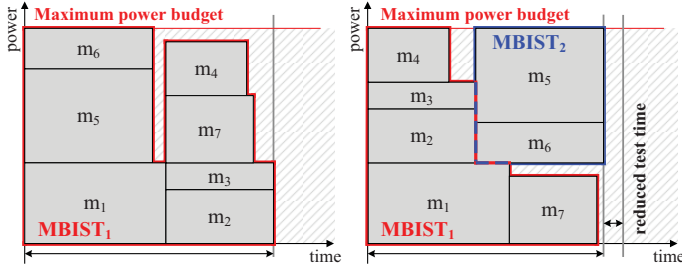 Maximum power budget
power
m6
m5
m4
m7
m3
m1
m2
MBIST1
time
Maximum power budget
power
MBIST2
m4
m5
m3
m2
m6
m1
m7
MBIST1
time
reduced test time